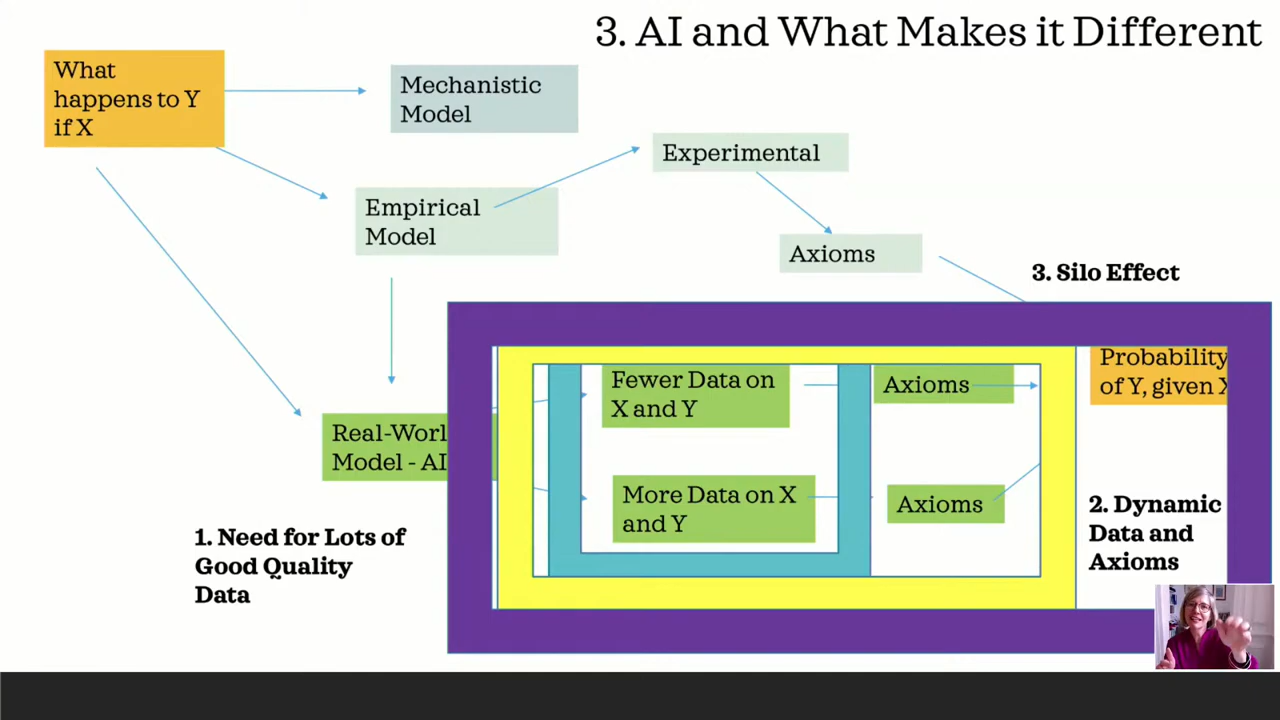 3. AI and What Makes it Different
What
happens to Y
if X
Mechanistic
Model
Experimental
Empirical
Model
Axioms
3. Silo Effect
Probability
of Y, given X
Fewer Data on
X and Y
Axioms
Real-Worl
Model - AI
More Data on X
and Y
Axioms
2. Dynamic
Data and
Axioms
1. Need for Lots of
Good Quality
Data